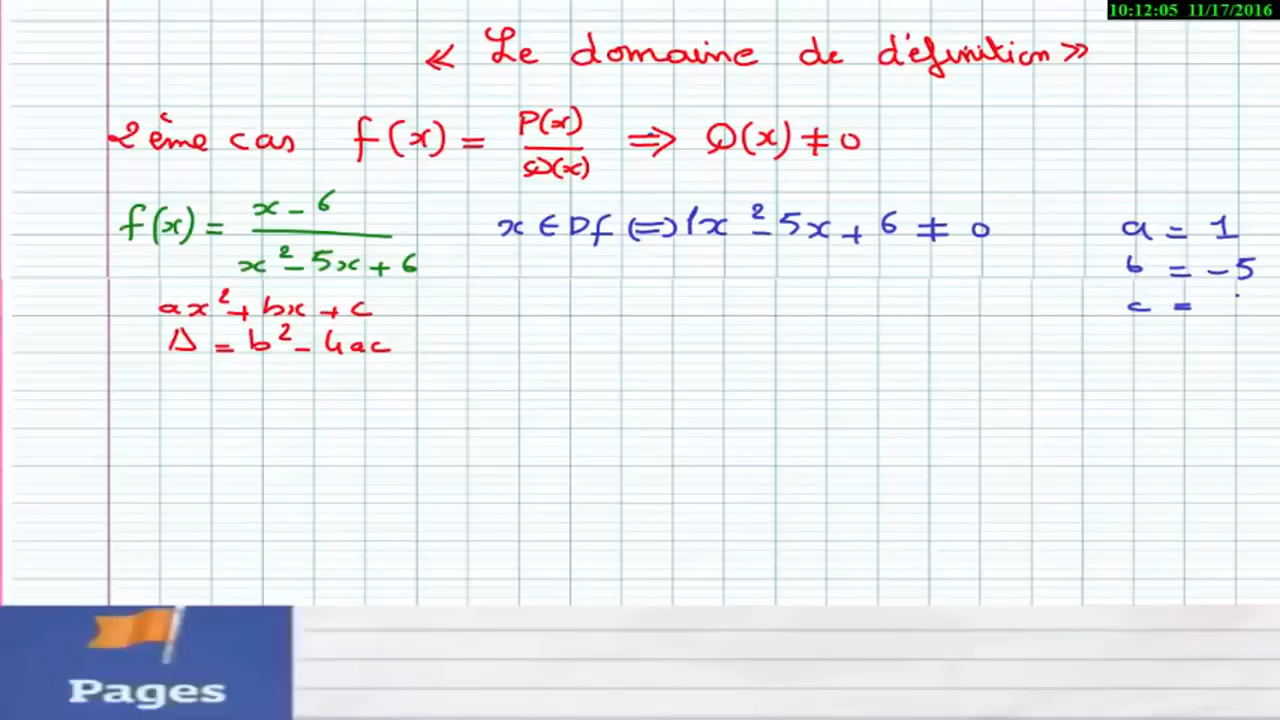 10:12:05 11/17/2016
« Le domaine de définition »
2ème cas f(x) = P(x)/Q(x) ⇒ Q(x) ≠ 0
f(x) = (x - 6)/(x² - 5x + 6) x ∈ Df ⇔ 1x² - 5x + 6 ≠ 0 a = 1
b = -5
ax² + bx + c c =
Δ = b² - 4ac
Pages